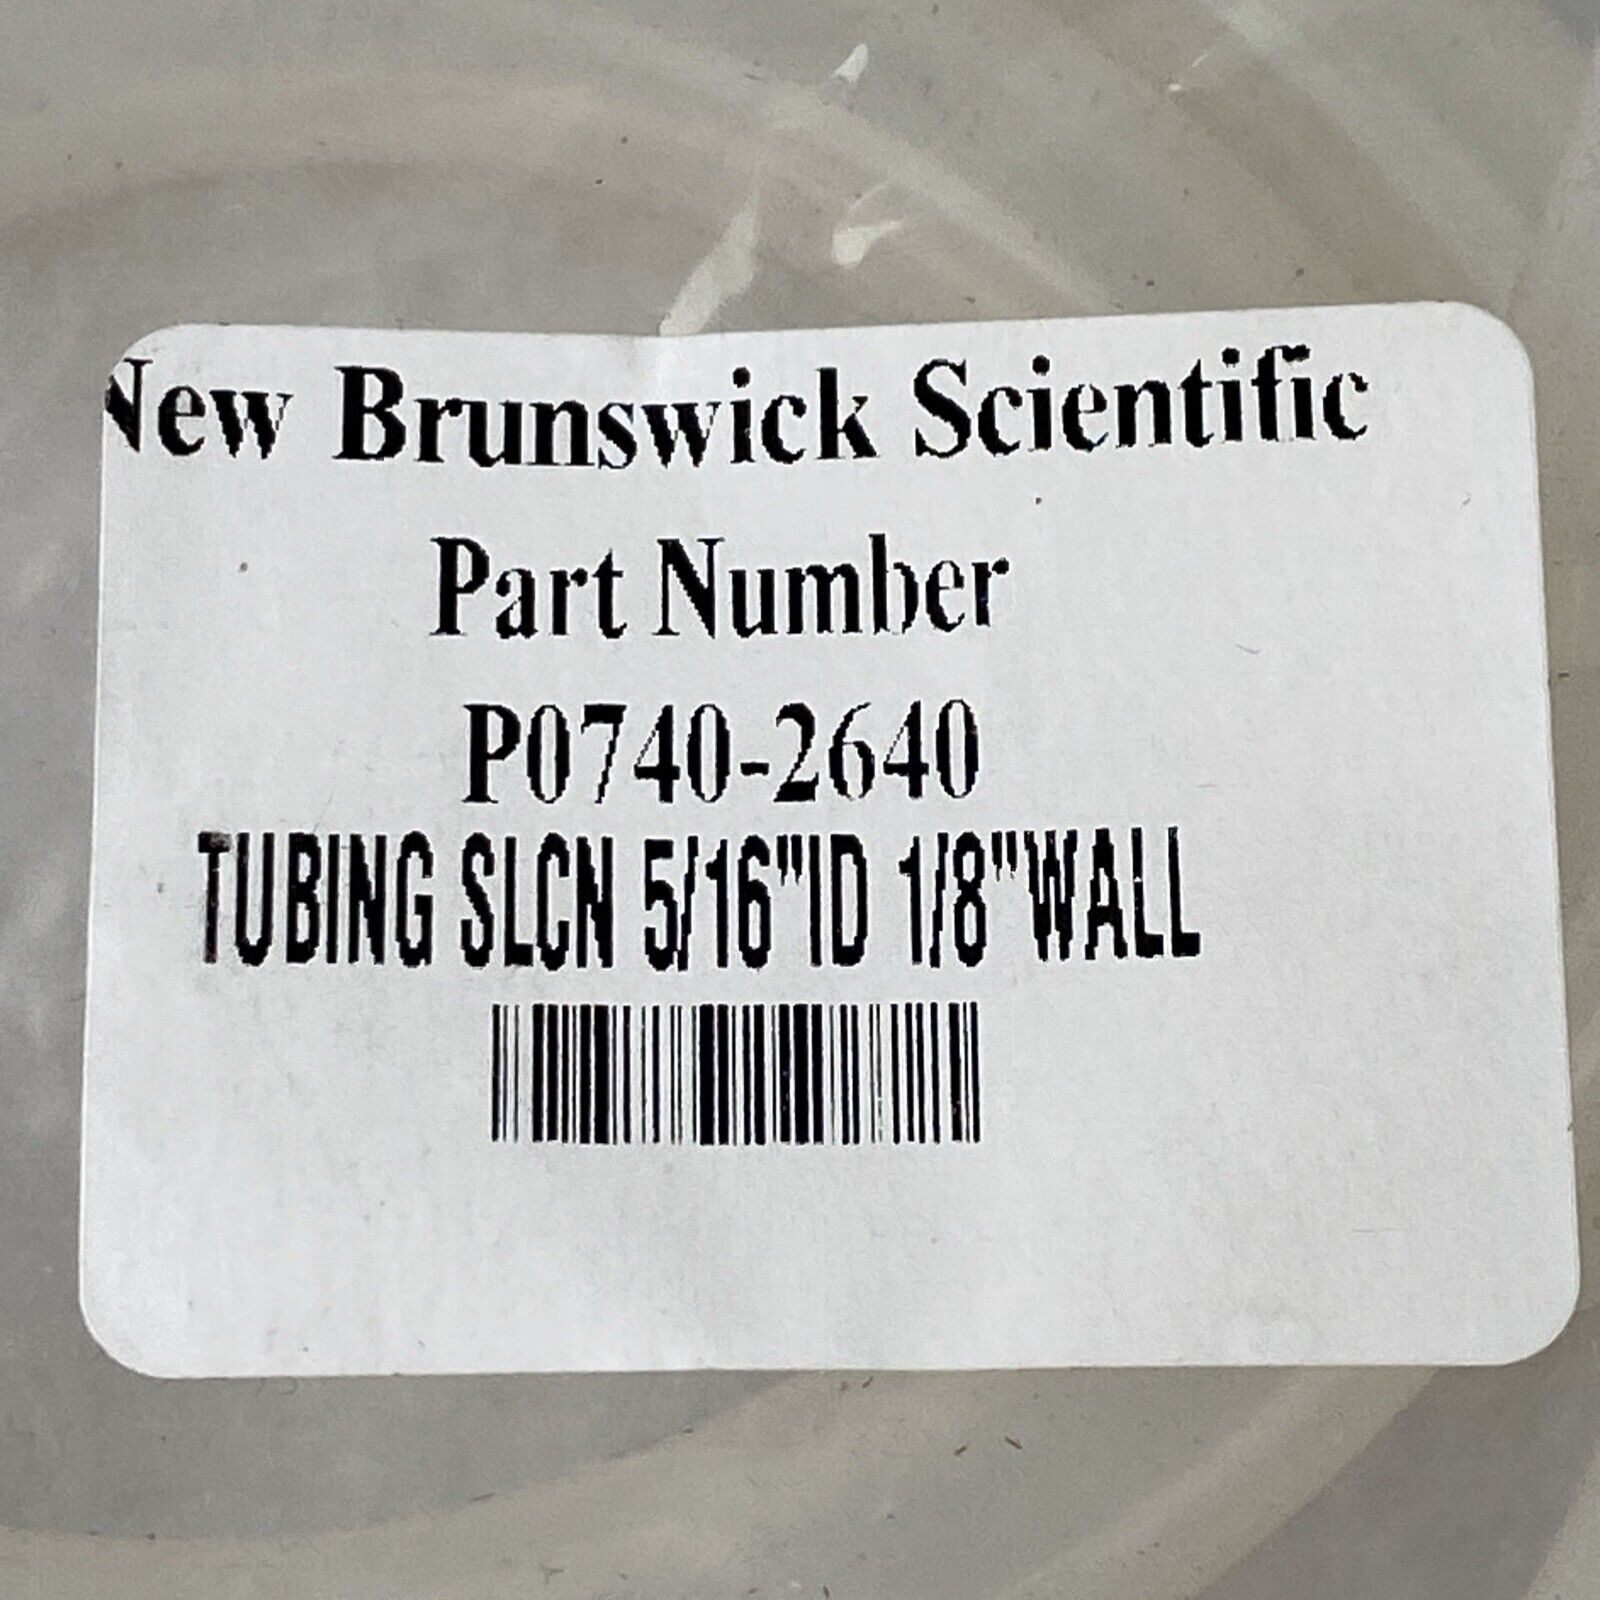 New Brunswick Scientific
Part Number
P0740-2640
TUBING SLCN 5/16"ID 1/8"WALL